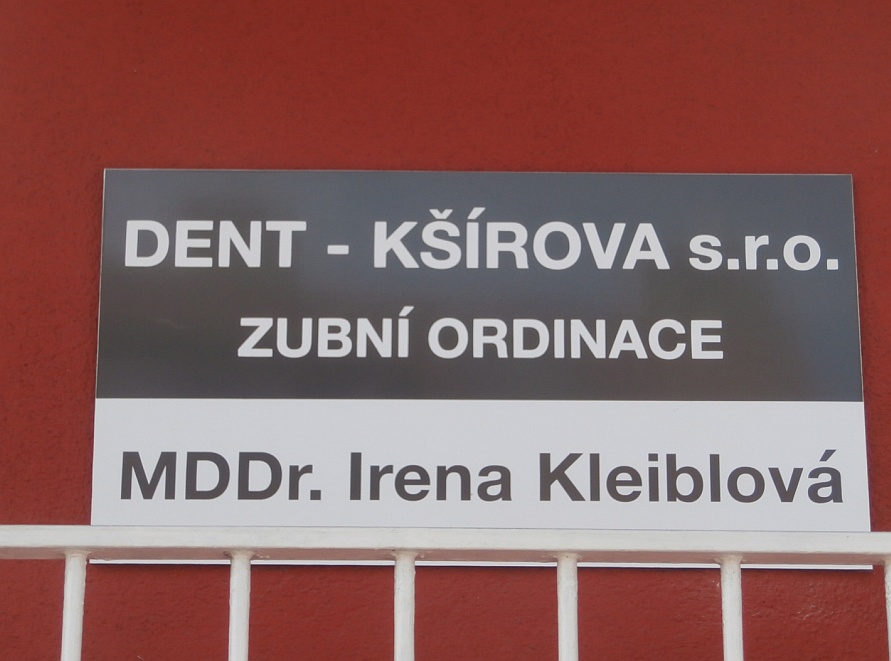 DENT - KŠÍROVA s.r.o.
ZUBNÍ ORDINACE
MDDr. Irena Kleiblová